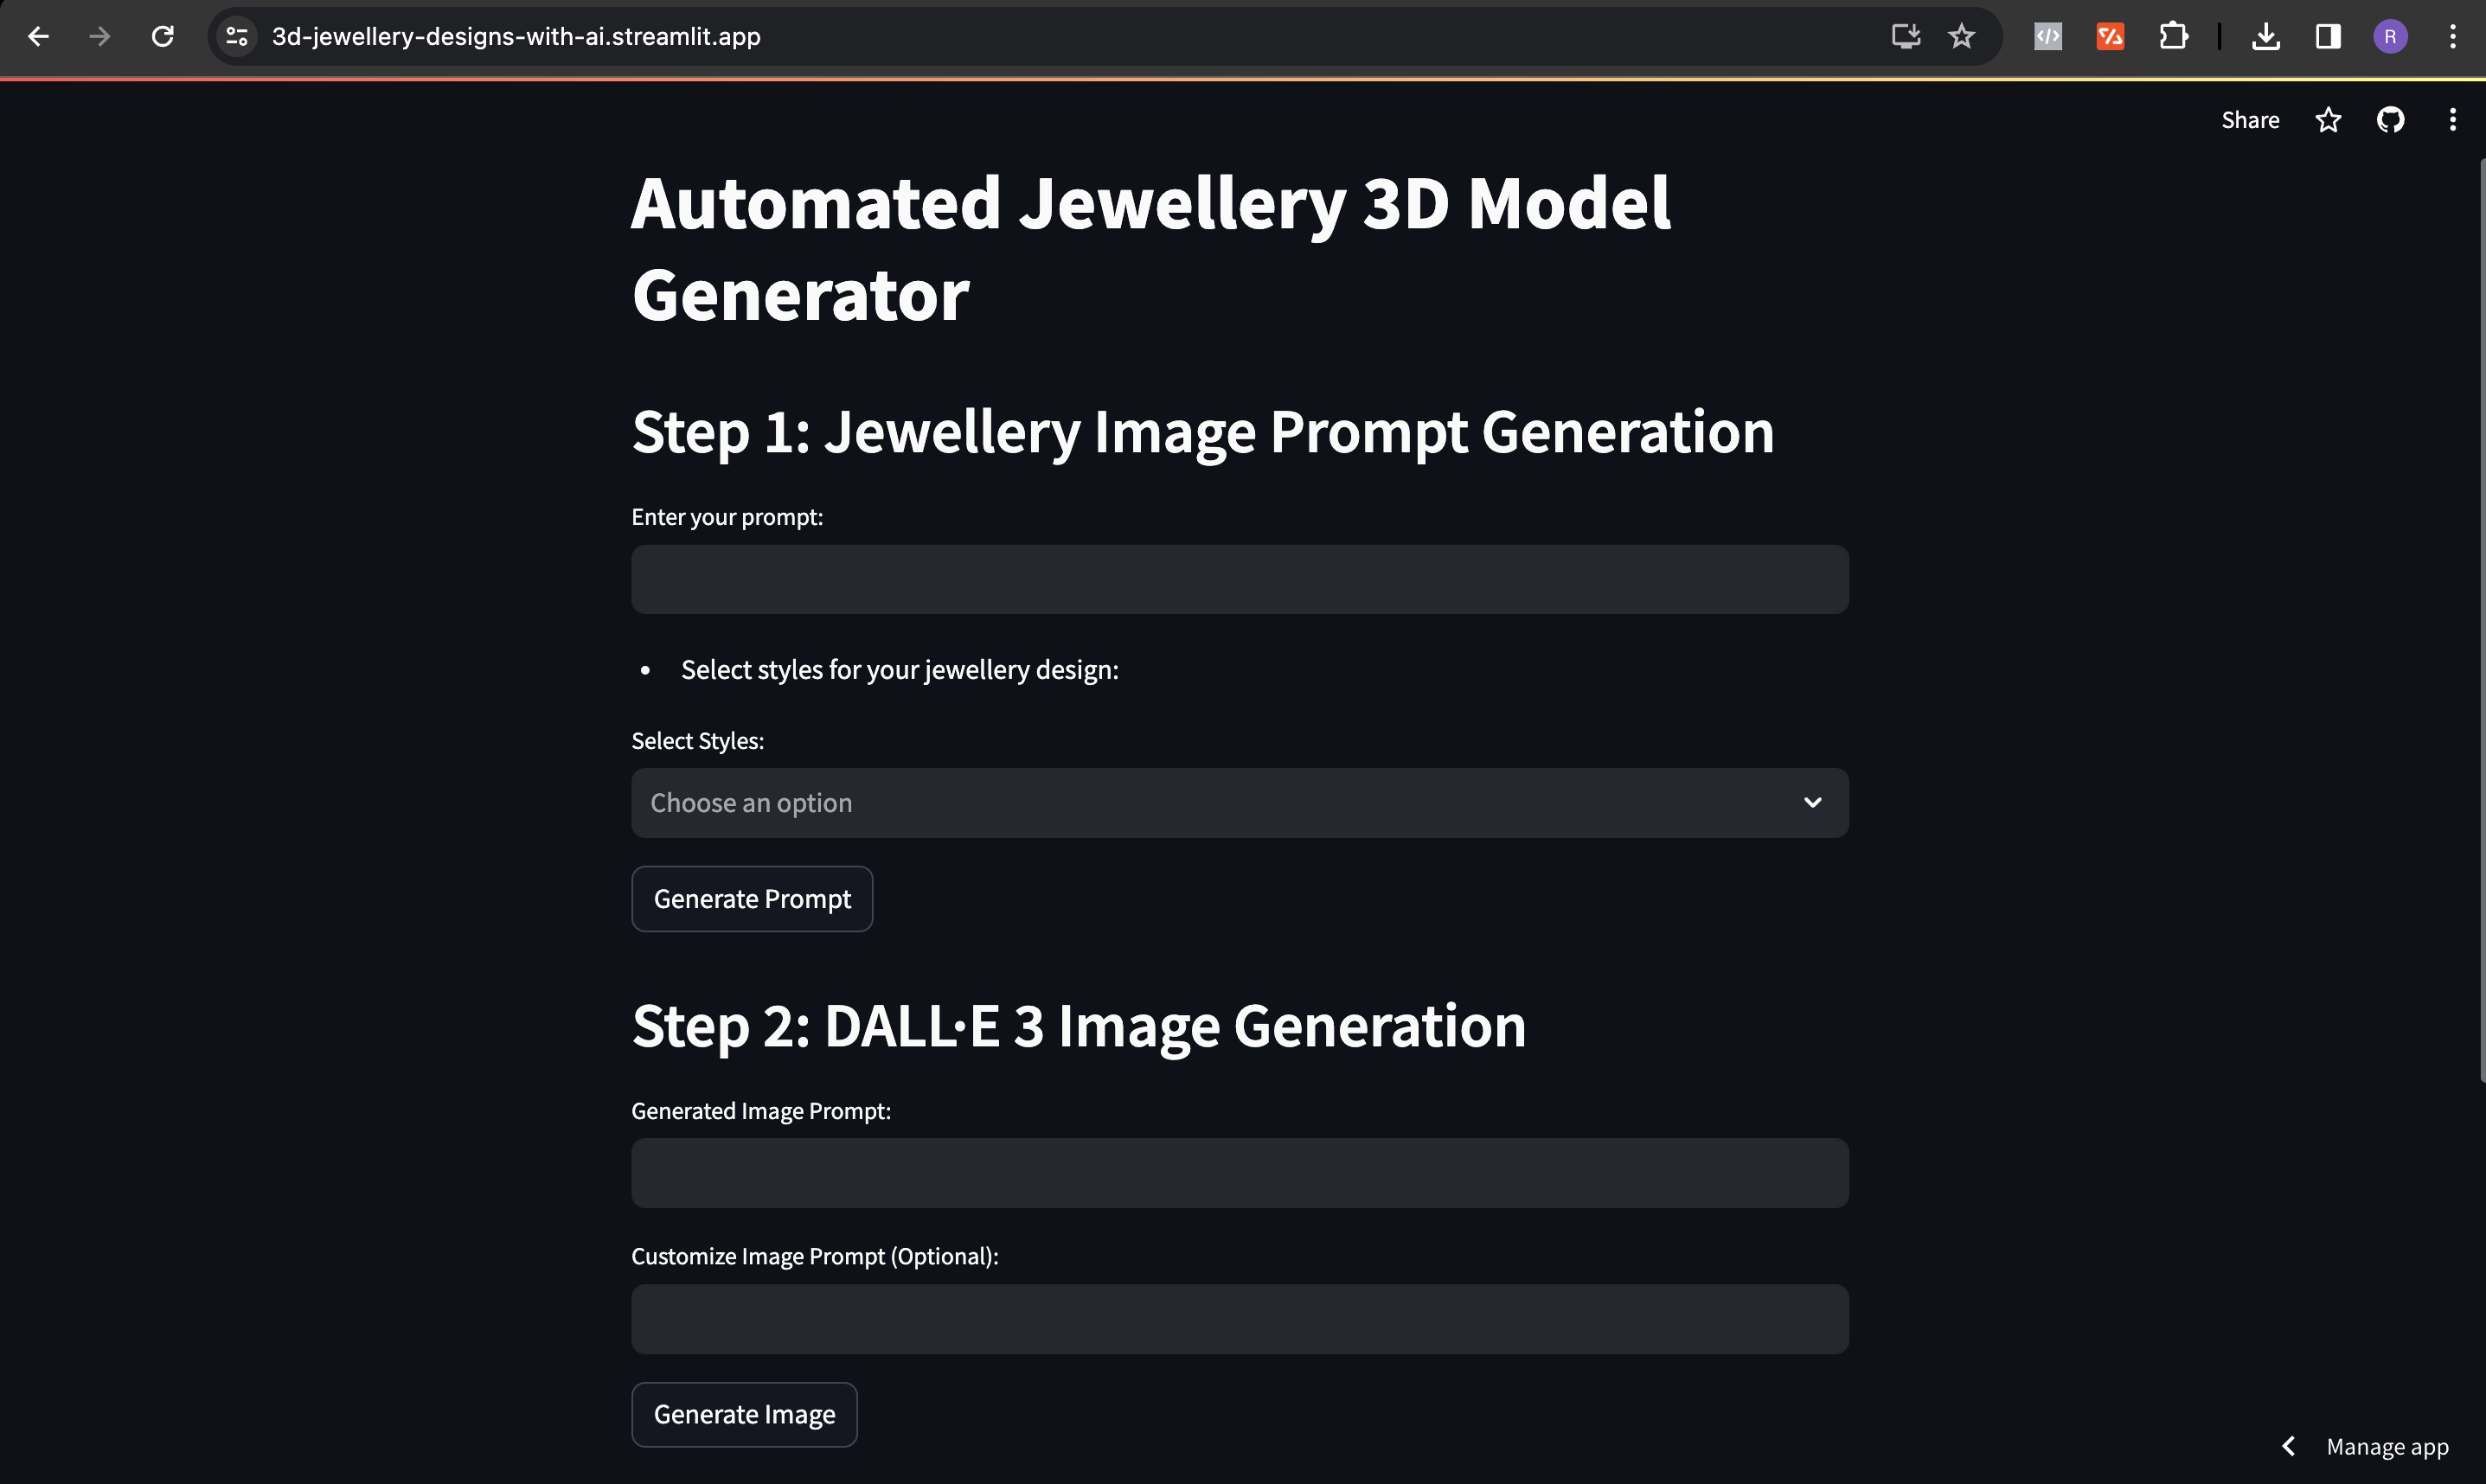 3d-jewellery-designs-with-ai.streamlit.app
R
Share
Automated Jewellery 3D Model
Generator
Step 1: Jewellery Image Prompt Generation
Enter your prompt:
• Select styles for your jewellery design:
Select Styles:
Choose an option
Generate Prompt
Step 2: DALL·E 3 Image Generation
Generated Image Prompt:
Customize Image Prompt (Optional):
Generate Image
Manage app